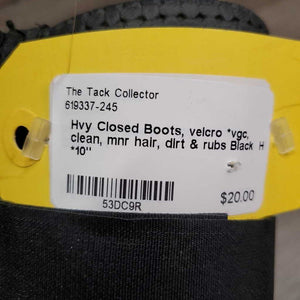 The Tack Collector
619337-245
Hvy Closed Boots, velcro *vgc,
clean, mnr hair, dirt & rubs Black H
*10"
$20.00
53DC9R